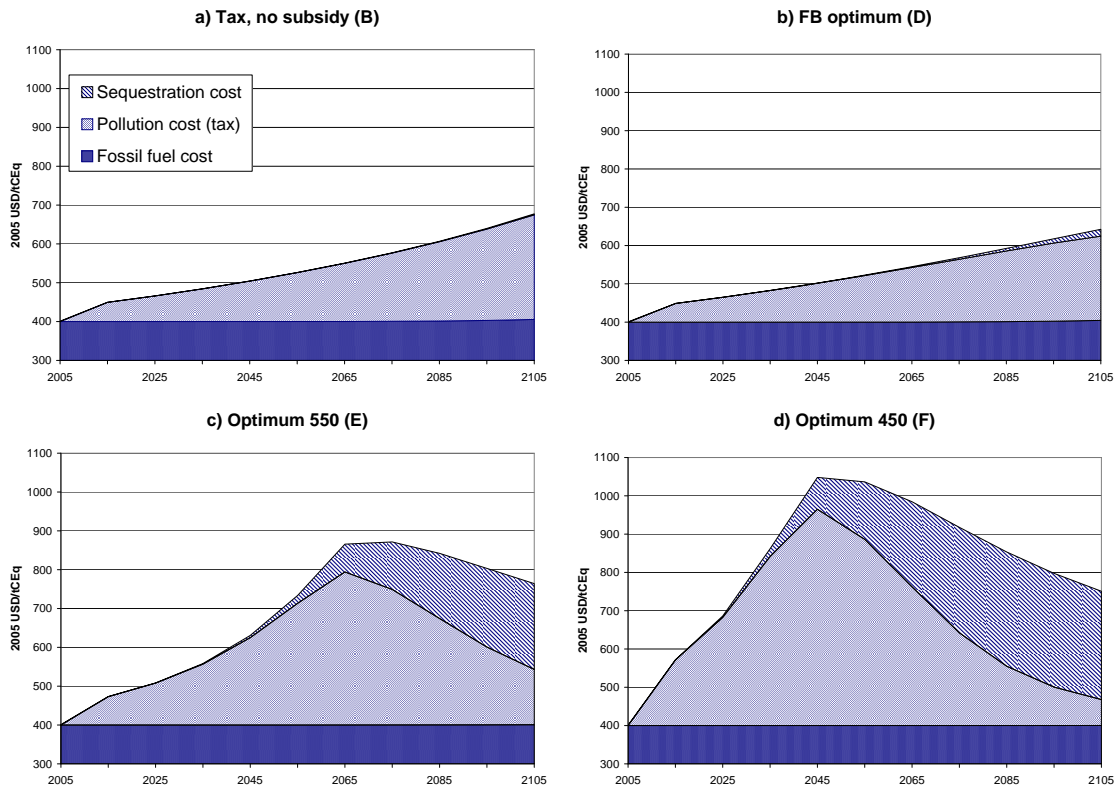 a) Tax, no subsidy (B)
2005 USD/tCEq
1100
1000
900
800
700
600
500
400
300
Sequestration cost
Pollution cost (tax)
Fossil fuel cost
2005 2025 2045 2065 2085 2105
b) FB optimum (D)
2005 USD/tCEq
1100
1000
900
800
700
600
500
400
300
2005 2025 2045 2065 2085 2105
c) Optimum 550 (E)
2005 USD/tCEq
1100
1000
900
800
700
600
500
400
300
2005 2025 2045 2065 2085 2105
d) Optimum 450 (F)
2005 USD/tCEq
1100
1000
900
800
700
600
500
400
300
2005 2025 2045 2065 2085 2105